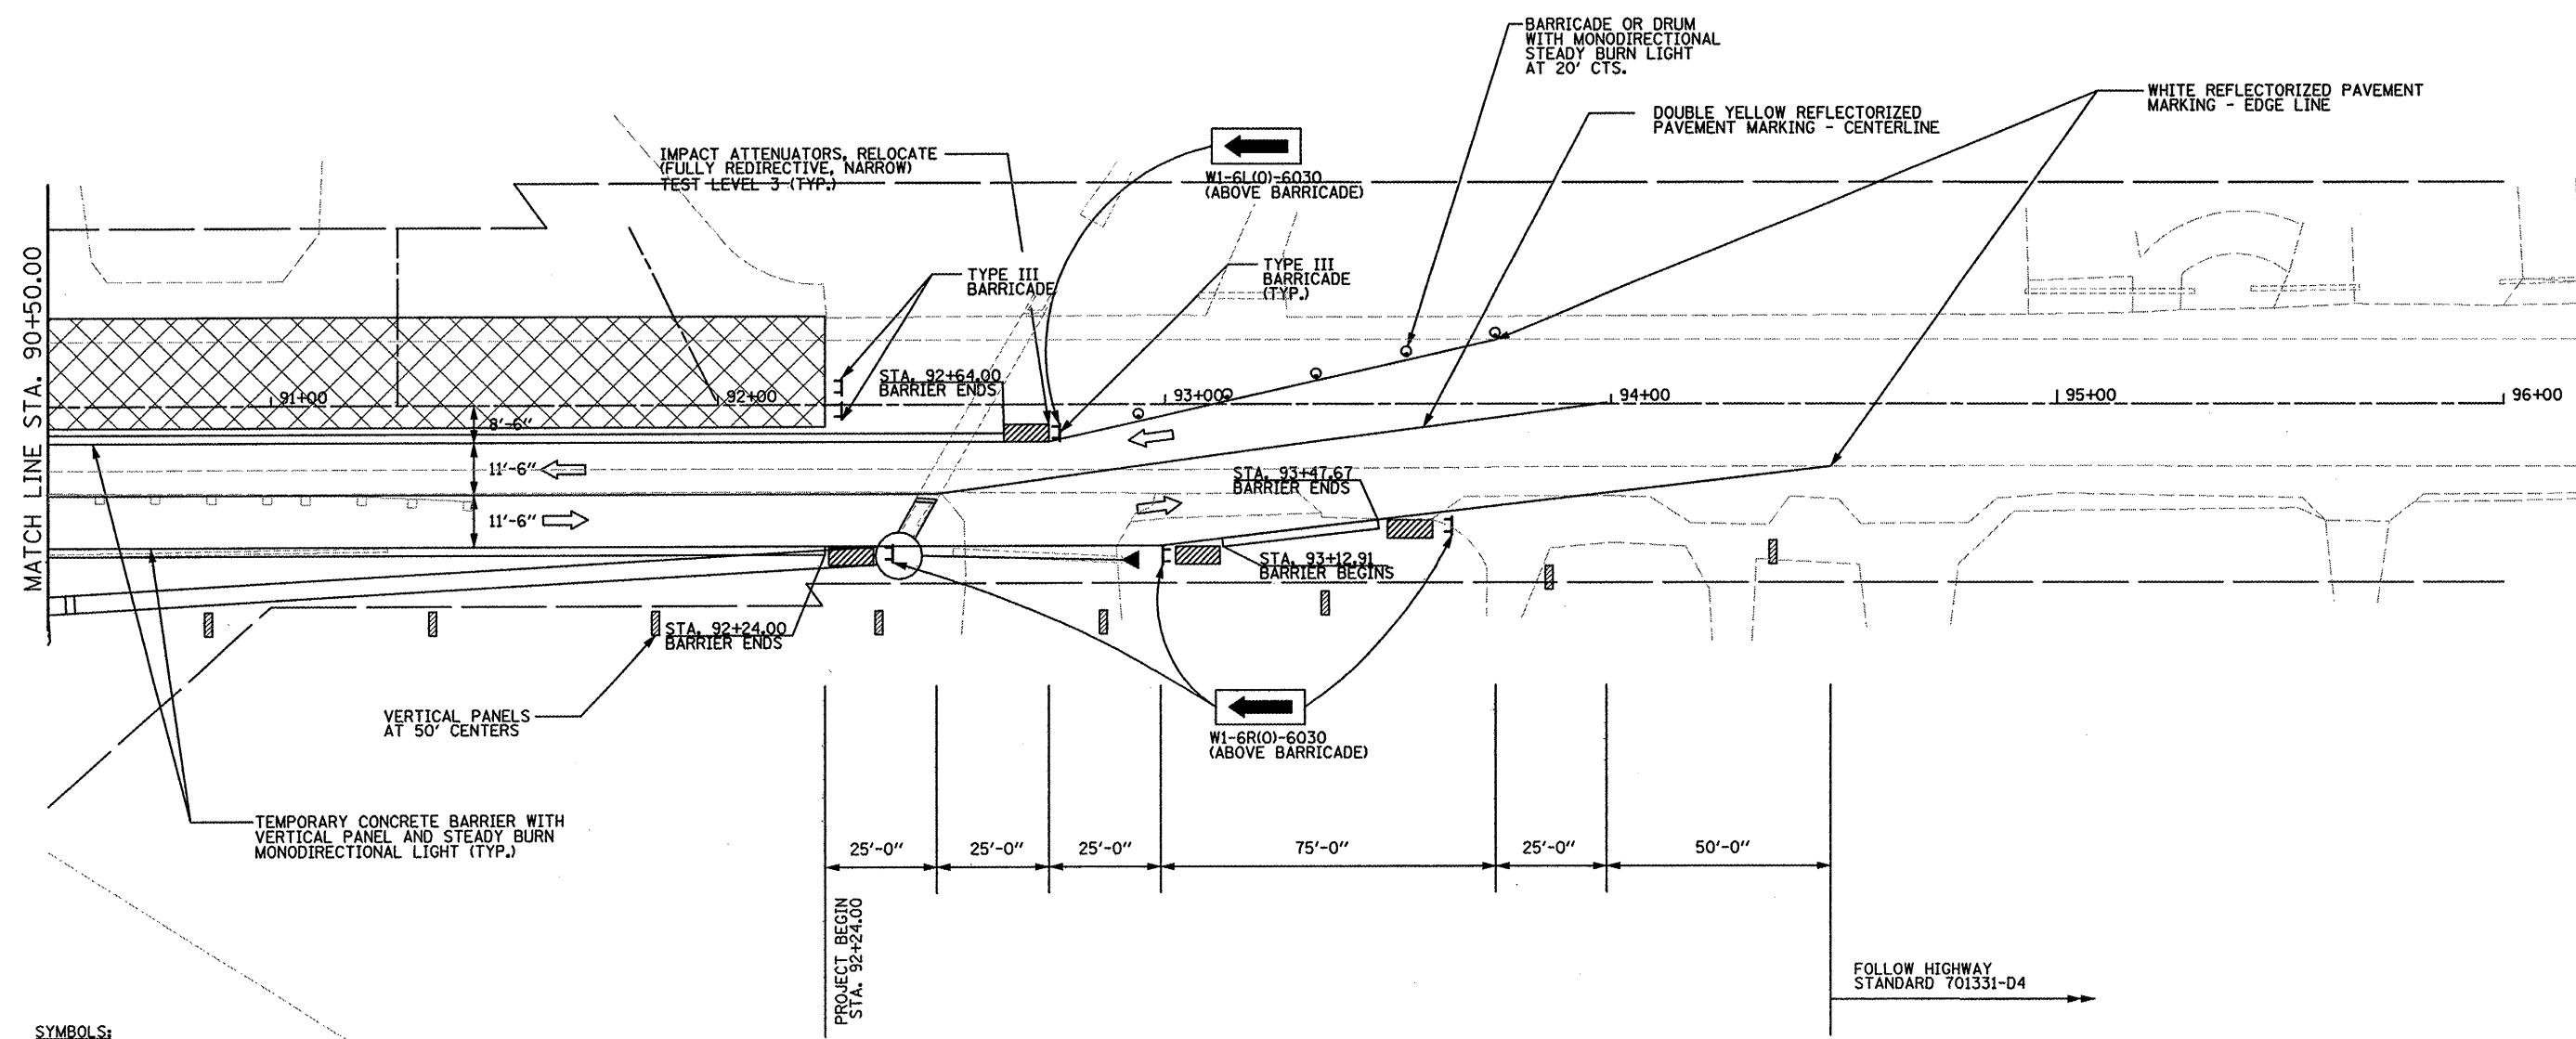 BARRICADE OR DRUM
WITH MONODIRECTIONAL
STEADY BURN LIGHT
AT 20' CTS.
WHITE REFLECTORIZED PAVEMENT
MARKING - EDGE LINE
DOUBLE YELLOW REFLECTORIZED
PAVEMENT MARKING - CENTERLINE
IMPACT ATTENUATORS, RELOCATE
(FULLY REDIRECTIVE, NARROW)
TEST LEVEL 3 (TYP.)
W1-6L(O)-6030
(ABOVE BARRICADE)
TYPE III
BARRICADE
TYPE III
BARRICADE
(TYP.)
MATCH LINE STA. 90+50.00
STA. 92+64.00
BARRIER ENDS
91+00
92+00
93+00
94+00
95+00
96+00
8'-6"
11'-6"
11'-6"
STA. 93+47.67
BARRIER ENDS
STA. 93+12.91
BARRIER BEGINS
STA. 92+24.00
BARRIER ENDS
VERTICAL PANELS
AT 50' CENTERS
W1-6R(O)-6030
(ABOVE BARRICADE)
TEMPORARY CONCRETE BARRIER WITH
VERTICAL PANEL AND STEADY BURN
MONODIRECTIONAL LIGHT (TYP.)
25'-0"
25'-0"
25'-0"
75'-0"
25'-0"
50'-0"
PROJECT BEGIN
STA. 92+24.00
FOLLOW HIGHWAY
STANDARD 701331-D4
SYMBOLS: